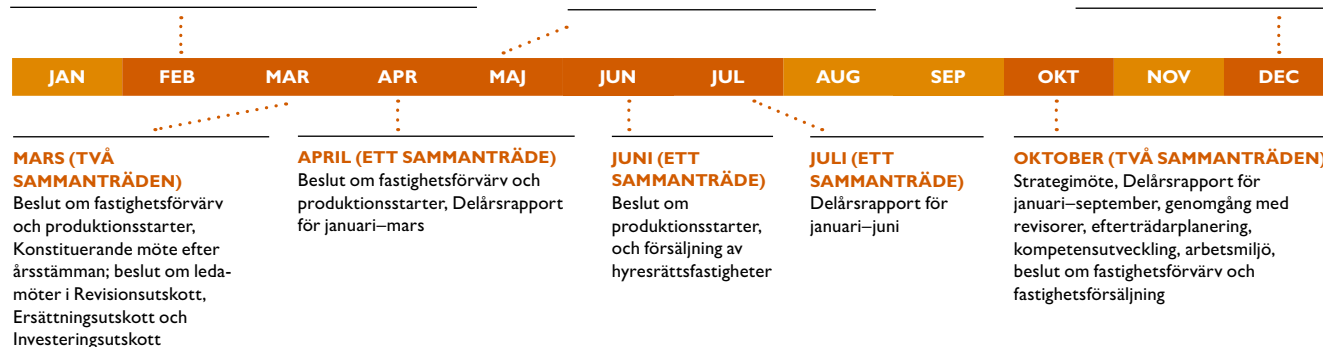 JAN FEB MAR APR MAJ JUN JUL AUG SEP OKT NOV DEC
MARS (TVÅ
SAMMANTRÄDEN)
Beslut om fastighetsförvärv
och produktionsstarter,
Konstituerande möte efter
årsstämman; beslut om leda-
möter i Revisionsutskott,
Ersättningsutskott och
Investeringsutskott
APRIL (ETT SAMMANTRÄDE)
Beslut om fastighetsförvärv och
produktionsstarter, Delårsrapport
för januari–mars
JUNI (ETT
SAMMANTRÄDE)
Beslut om
produktionsstarter,
och försäljning av
hyresrättsfastigheter
JULI (ETT
SAMMANTRÄDE)
Delårsrapport för
januari–juni
OKTOBER (TVÅ SAMMANTRÄDEN)
Strategimöte, Delårsrapport för
januari–september, genomgång med
revisorer, efterträdarplanering,
kompetensutveckling, arbetsmiljö,
beslut om fastighetsförvärv och
fastighetsförsäljning